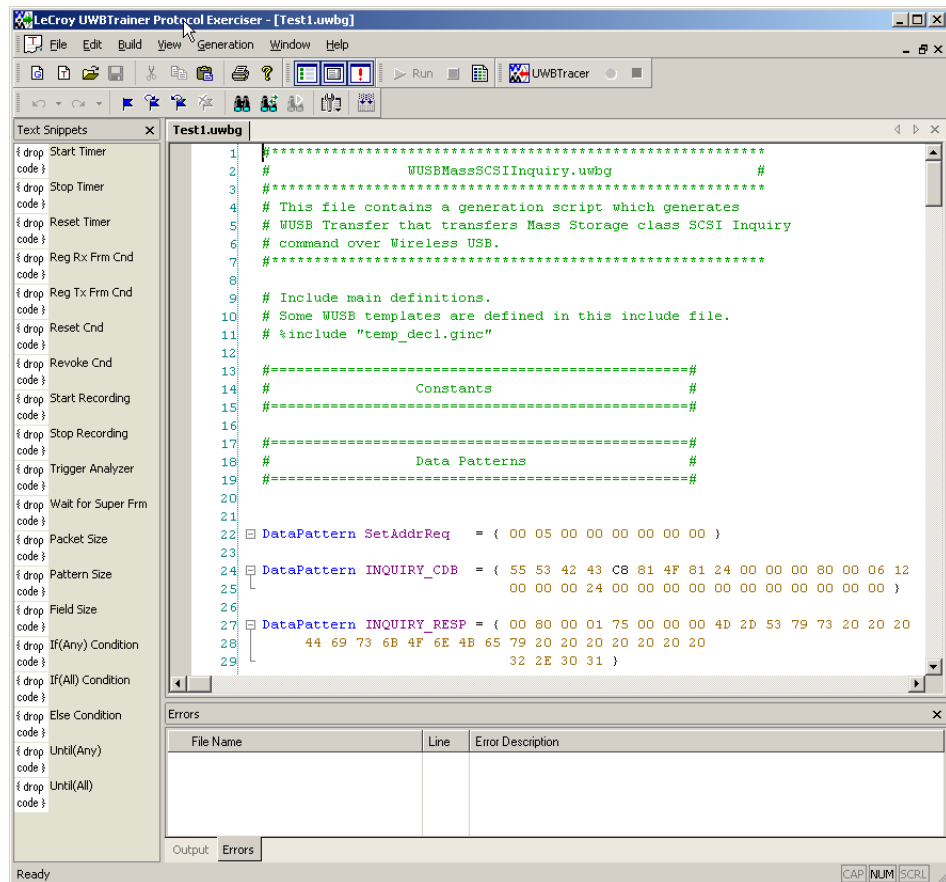 LeCroy UWBTrainer Protocol Exerciser - [Test1.uwbg]
File Edit Build View Generation Window Help
Run UWBTracer
Text Snippets
Test1.uwbg
{ drop code } Start Timer
{ drop code } Stop Timer
{ drop code } Reset Timer
{ drop code } Reg Rx Frm Cnd
{ drop code } Reg Tx Frm Cnd
{ drop code } Reset Cnd
{ drop code } Revoke Cnd
{ drop code } Start Recording
{ drop code } Stop Recording
{ drop code } Trigger Analyzer
{ drop code } Wait for Super Frm
{ drop code } Packet Size
{ drop code } Pattern Size
{ drop code } Field Size
{ drop code } If(Any) Condition
{ drop code } If(All) Condition
{ drop code } Else Condition
{ drop code } Until(Any)
{ drop code } Until(All)
1 #**********************************************************
2 # WUSBMassSCSIInquiry.uwbg #
3 #**********************************************************
4 # This file contains a generation script which generates
5 # WUSB Transfer that transfers Mass Storage class SCSI Inquiry
6 # command over Wireless USB.
7 #**********************************************************
8
9 # Include main definitions.
10 # Some WUSB templates are defined in this include file.
11 # %include "temp_decl.ginc"
12
13 #=================================================#
14 # Constants #
15 #=================================================#
16
17 #=================================================#
18 # Data Patterns #
19 #=================================================#
20
21
22 DataPattern SetAddrReq = { 00 05 00 00 00 00 00 00 }
23
24 DataPattern INQUIRY_CDB = { 55 53 42 43 C8 81 4F 81 24 00 00 00 80 00 06 12
25 00 00 00 24 00 00 00 00 00 00 00 00 00 00 00 }
26
27 DataPattern INQUIRY_RESP = { 00 80 00 01 75 00 00 00 4D 2D 53 79 73 20 20 20
28 44 69 73 6B 4F 6E 4B 65 79 20 20 20 20 20 20 20
29 32 2E 30 31 }
Errors
File Name Line Error Description
Output Errors
Ready
CAP NUM SCRL